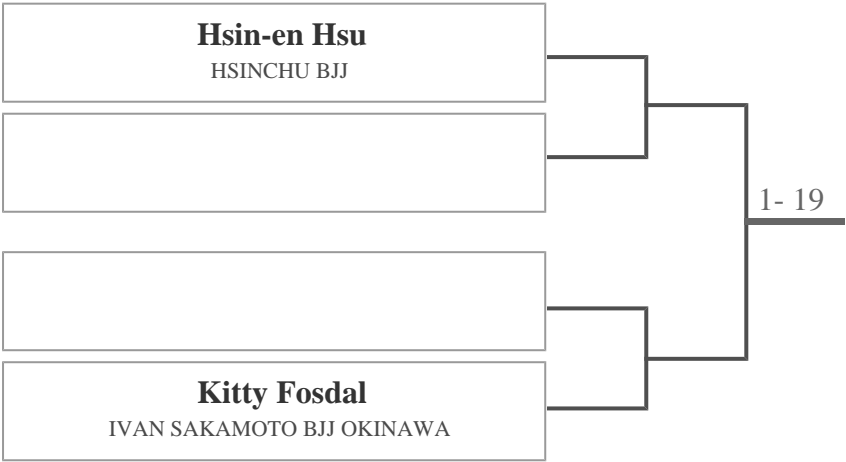 Hsin-en Hsu
HSINCHU BJJ
1- 19
Kitty Fosdal
IVAN SAKAMOTO BJJ OKINAWA